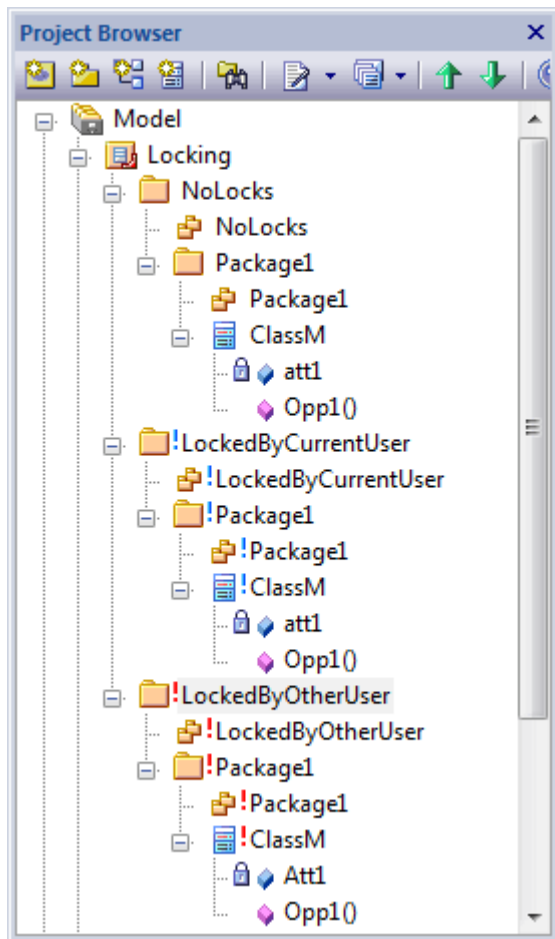 Project Browser
Model
Locking
NoLocks
NoLocks
Package1
Package1
ClassM
att1
Opp1()
!LockedByCurrentUser
!LockedByCurrentUser
!Package1
!Package1
!ClassM
att1
Opp1()
!LockedByOtherUser
!LockedByOtherUser
!Package1
!Package1
!ClassM
Att1
Opp1()